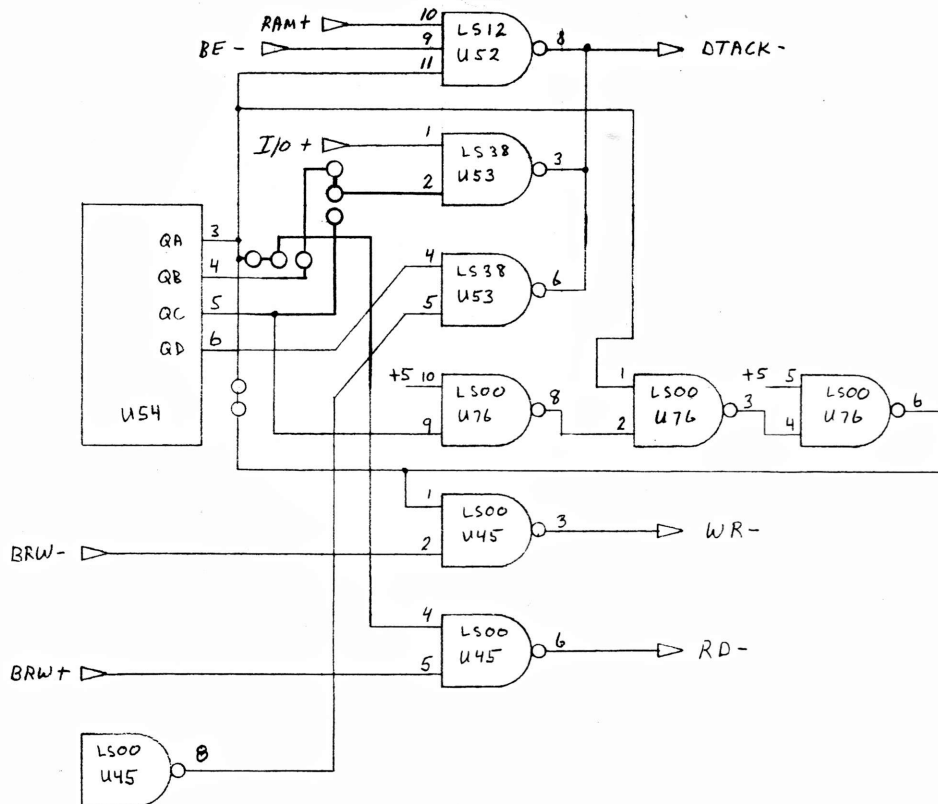 RAM+ 10 LS12 8 DTACK-
BE- 9 U52
11
I/O+ 1 LS38 3
2 U53
QA 3
QB 4
QC 5
QD 6
U54
4 LS38 6
5 U53
+5 10 LS00 8
9 U76
1 LS00 3
2 U76
+5 5 LS00 6
4 U76
1 LS00 3 WR-
BRW- 2 U45
4 LS00 6 RD-
BRW+ 5 U45
LS00 8
U45